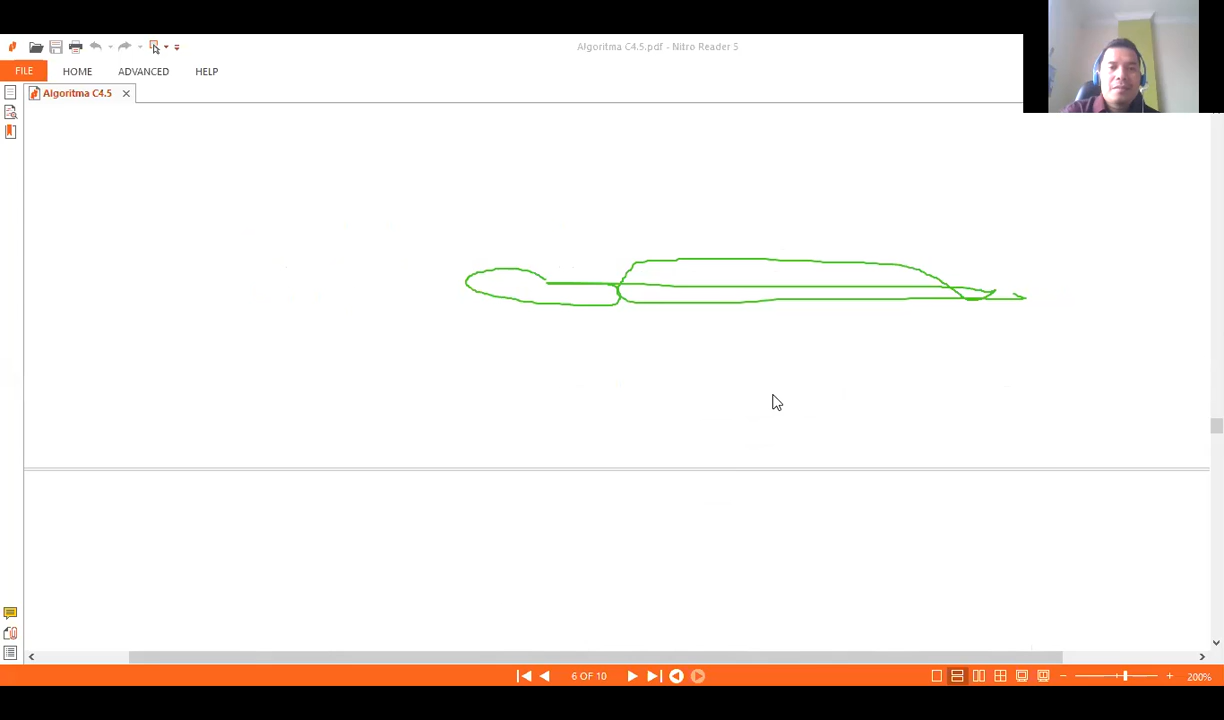 Algoritma C4.5.pdf - Nitro Reader 5
FILE HOME ADVANCED HELP
Algoritma C4.5
6 OF 10
200%